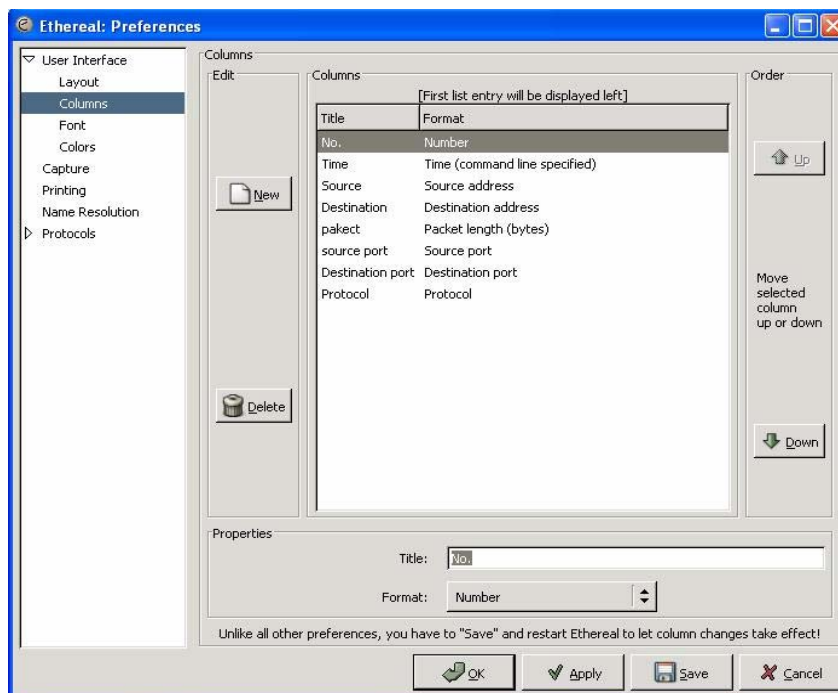 Ethereal: Preferences
User Interface
Layout
Columns
Font
Colors
Capture
Printing
Name Resolution
Protocols
Columns
Edit
New
Delete
Columns
[First list entry will be displayed left]
Title Format
No. Number
Time Time (command line specified)
Source Source address
Destination Destination address
pakect Packet length (bytes)
source port Source port
Destination port Destination port
Protocol Protocol
Order
Up
Move
selected
column
up or down
Down
Properties
Title: No.
Format: Number
Unlike all other preferences, you have to "Save" and restart Ethereal to let column changes take effect!
OK Apply Save Cancel